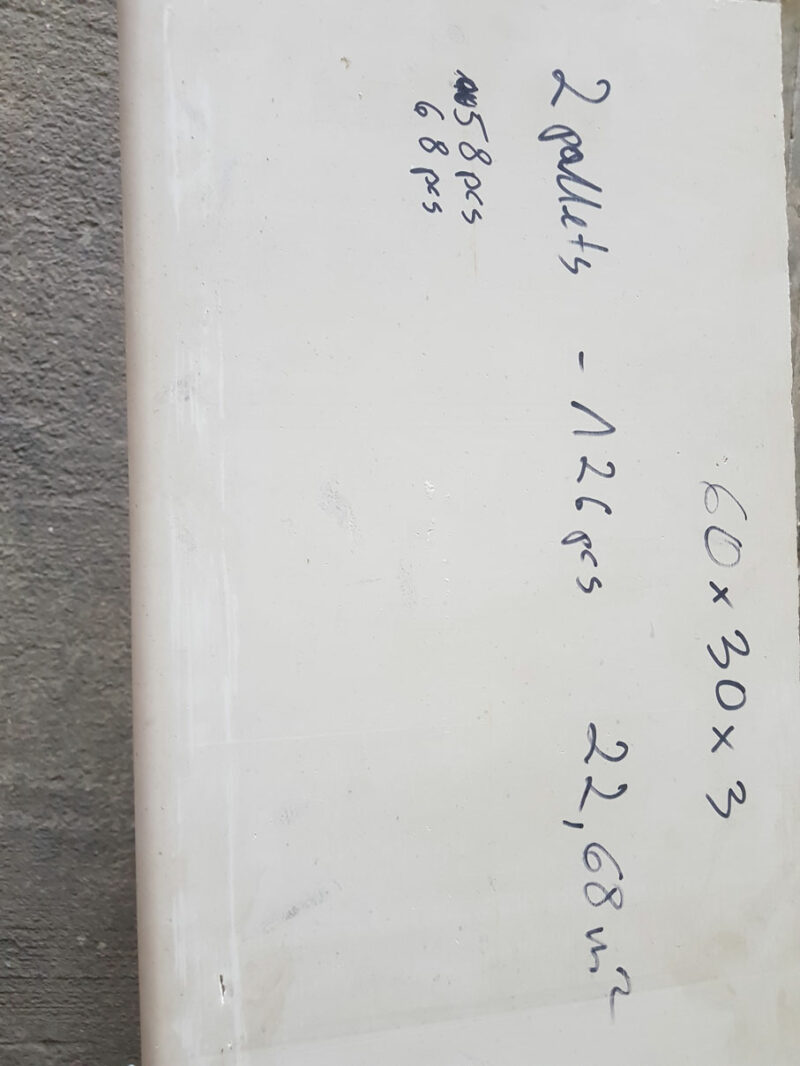 60 x 30 x 3
2 pallets - 126 pcs 22,68 m²
58 pcs
68 pcs